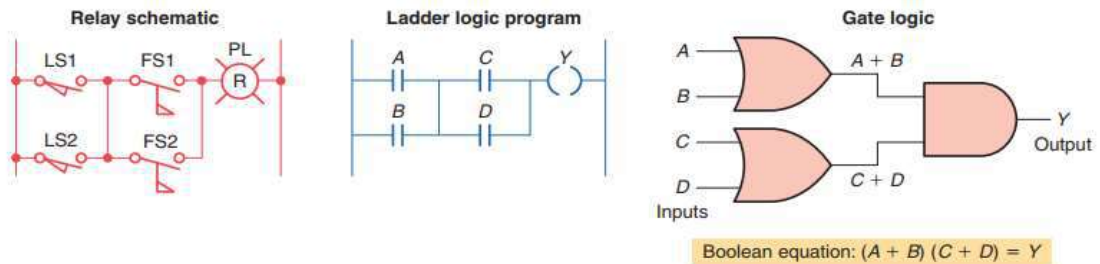 Relay schematic
LS1
FS1
PL
R
LS2
FS2
Ladder logic program
A
C
Y
B
D
Gate logic
A
A + B
B
Y
Output
C
C + D
D
Inputs
Boolean equation: (A + B) (C + D) = Y